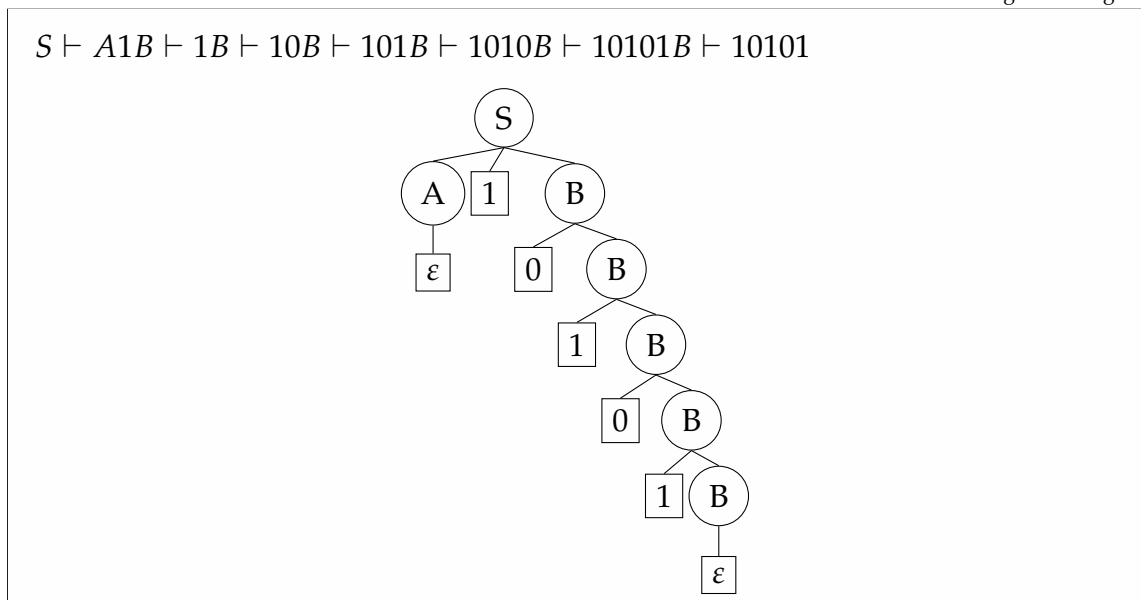 S ⊢ A1B ⊢ 1B ⊢ 10B ⊢ 101B ⊢ 1010B ⊢ 10101B ⊢ 10101
S
A 1 B
ε 0 B
1 B
0 B
1 B
ε